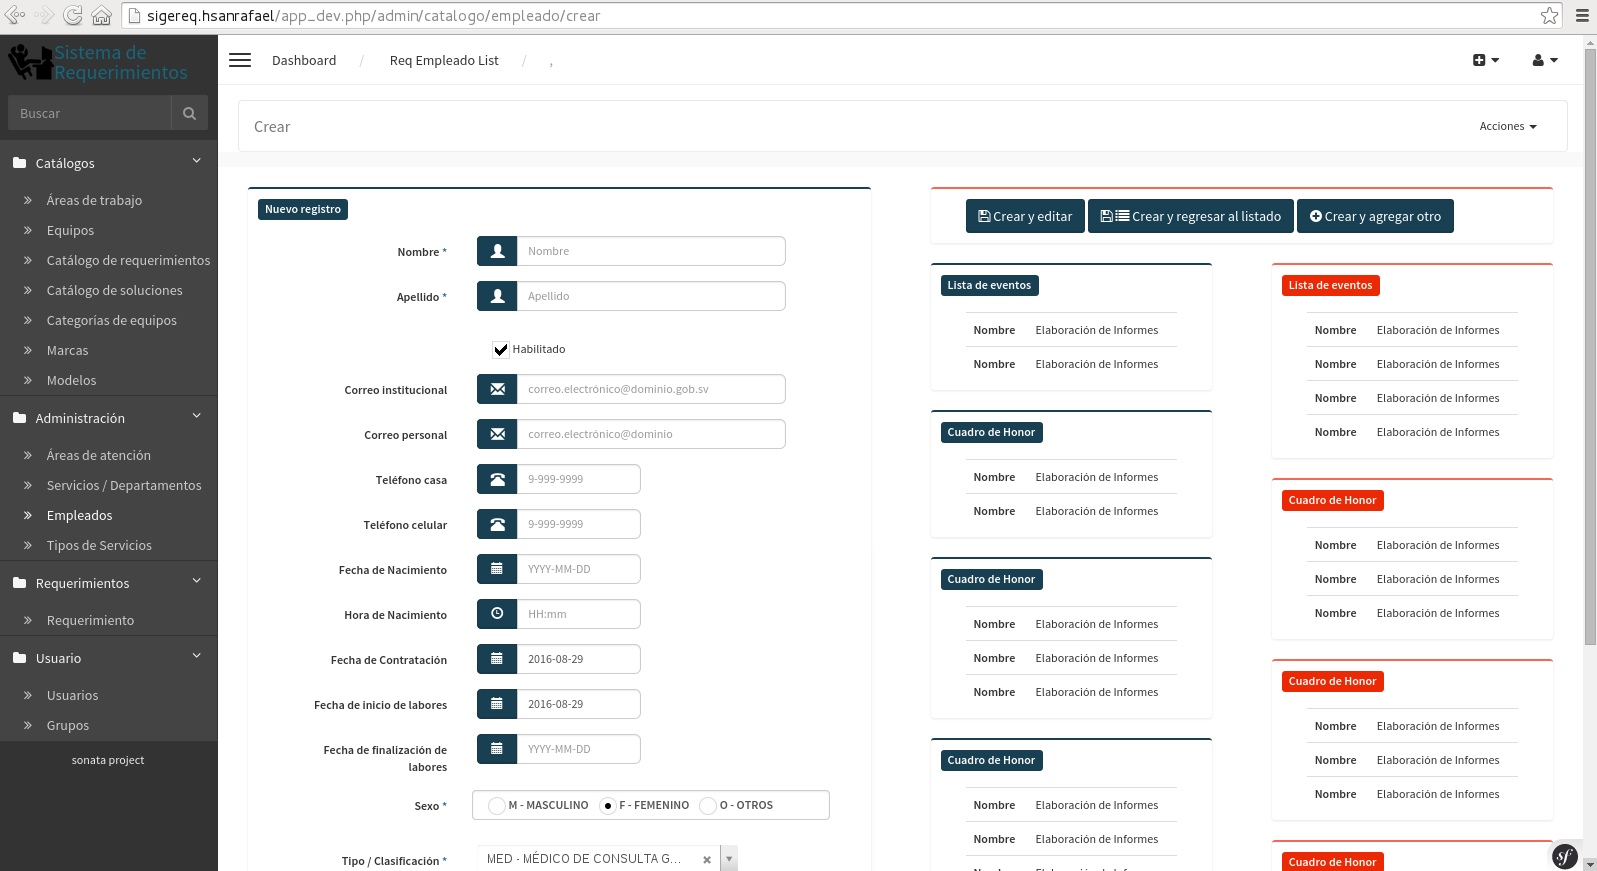 sigereq.hsanrafael/app_dev.php/admin/catalogo/empleado/crear
Sistema de
Requerimientos
Buscar
Catálogos
Áreas de trabajo
Equipos
Catálogo de requerimientos
Catálogo de soluciones
Categorías de equipos
Marcas
Modelos
Administración
Áreas de atención
Servicios / Departamentos
Empleados
Tipos de Servicios
Requerimientos
Requerimiento
Usuario
Usuarios
Grupos
sonata project
Dashboard / Req Empleado List / ,
Crear
Acciones
Nuevo registro
Nombre * Nombre
Apellido * Apellido
Habilitado
Correo institucional correo.electrónico@dominio.gob.sv
Correo personal correo.electrónico@dominio
Teléfono casa 9-999-9999
Teléfono celular 9-999-9999
Fecha de Nacimiento YYYY-MM-DD
Hora de Nacimiento HH:mm
Fecha de Contratación 2016-08-29
Fecha de inicio de labores 2016-08-29
Fecha de finalización de YYYY-MM-DD
labores
Sexo * M - MASCULINO F - FEMENINO O - OTROS
Tipo / Clasificación * MED - MÉDICO DE CONSULTA G...
Crear y editar Crear y regresar al listado Crear y agregar otro
Lista de eventos
Nombre Elaboración de Informes
Nombre Elaboración de Informes
Cuadro de Honor
Nombre Elaboración de Informes
Nombre Elaboración de Informes
Cuadro de Honor
Nombre Elaboración de Informes
Nombre Elaboración de Informes
Nombre Elaboración de Informes
Cuadro de Honor
Nombre Elaboración de Informes
Nombre Elaboración de Informes
Nombre Elaboración de Informes
Lista de eventos
Nombre Elaboración de Informes
Nombre Elaboración de Informes
Nombre Elaboración de Informes
Nombre Elaboración de Informes
Cuadro de Honor
Nombre Elaboración de Informes
Nombre Elaboración de Informes
Nombre Elaboración de Informes
Cuadro de Honor
Nombre Elaboración de Informes
Nombre Elaboración de Informes
Nombre Elaboración de Informes
Cuadro de Honor
sf